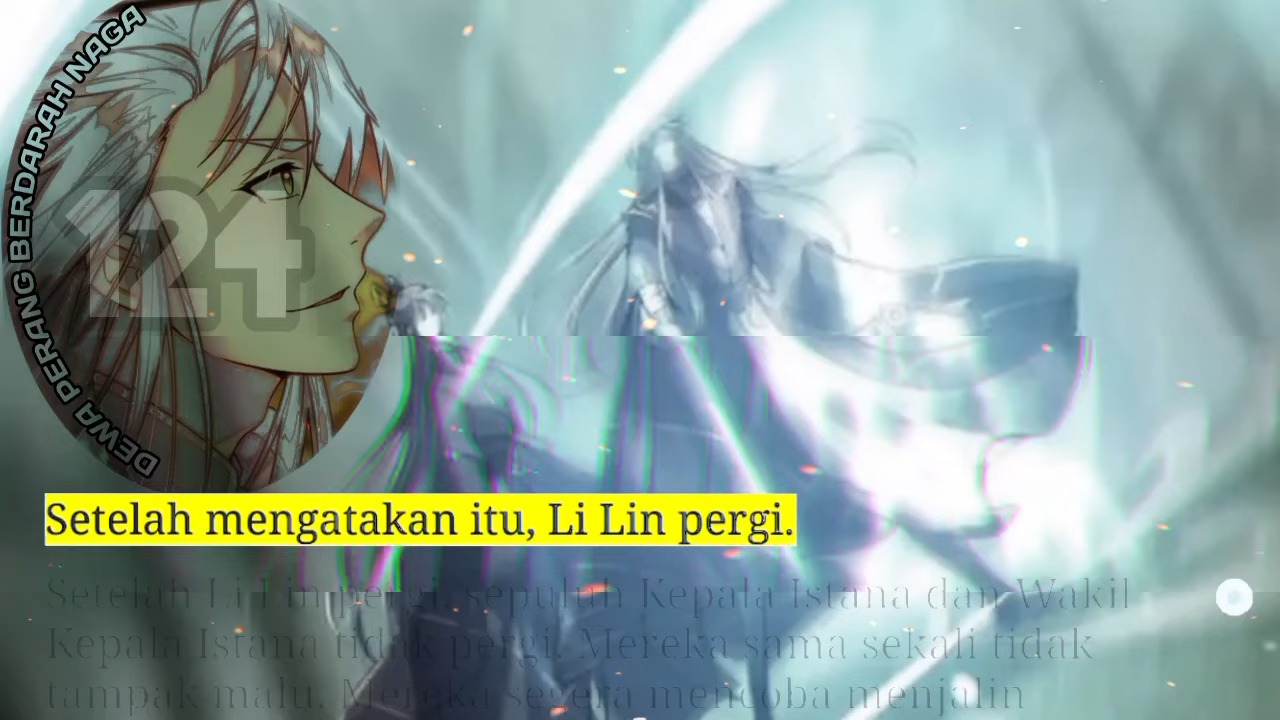 DEWA PERANG BERDARAH NAGA
124
Setelah mengatakan itu, Li Lin pergi.
Setelah Li Lin pergi, sepuluh Kepala Istana dan Wakil
Kepala Istana tidak pergi. Mereka sama sekali tidak
tampak malu. Mereka segera mencoba menjalin